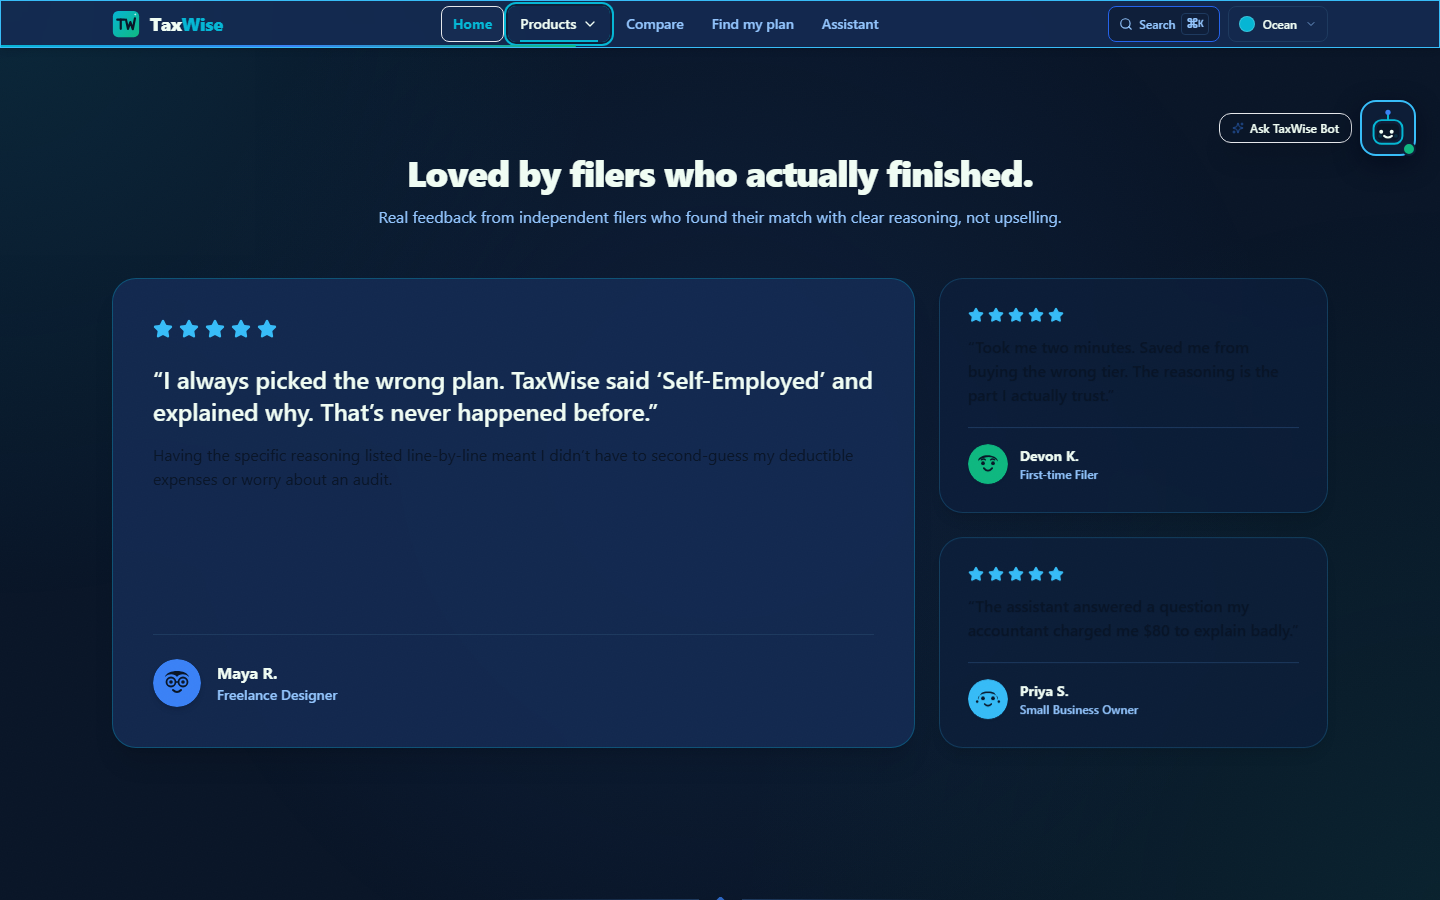 TW TaxWise
Home
Products
Compare
Find my plan
Assistant
Search ⌘K
Ocean
Ask TaxWise Bot
Loved by filers who actually finished.
Real feedback from independent filers who found their match with clear reasoning, not upselling.
“I always picked the wrong plan. TaxWise said ‘Self-Employed’ and
explained why. That’s never happened before.”
Having the specific reasoning listed line-by-line meant I didn't have to second-guess my deductible
expenses or worry about an audit.
Maya R.
Freelance Designer
“Took me two minutes. Saved me from
buying the wrong tier. The reasoning is the
part I actually trust.”
Devon K.
First-time Filer
“The assistant answered a question my
accountant charged me $80 to explain badly.”
Priya S.
Small Business Owner